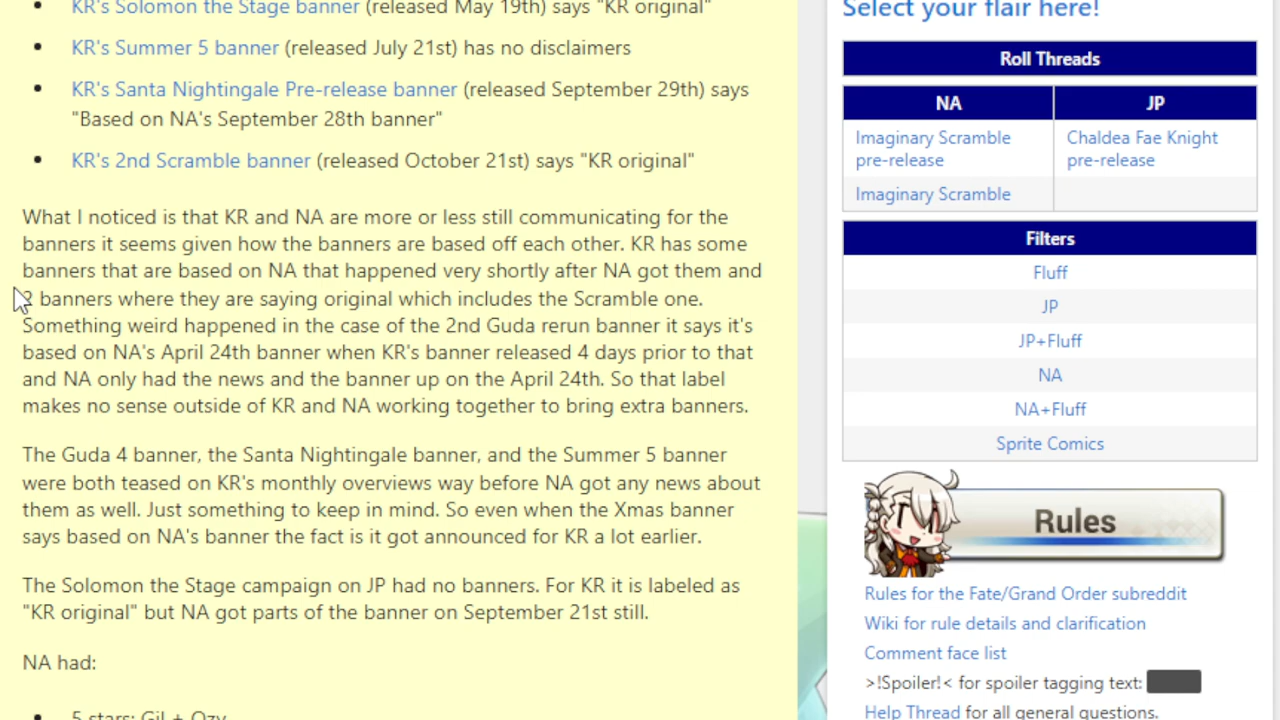 KR's Solomon the Stage banner (released May 19th) says "KR original"
KR's Summer 5 banner (released July 21st) has no disclaimers
KR's Santa Nightingale Pre-release banner (released September 29th) says
"Based on NA's September 28th banner"
KR's 2nd Scramble banner (released October 21st) says "KR original"
What I noticed is that KR and NA are more or less still communicating for the
banners it seems given how the banners are based off each other. KR has some
banners that are based on NA that happened very shortly after NA got them and
2 banners where they are saying original which includes the Scramble one.
Something weird happened in the case of the 2nd Guda rerun banner it says it's
based on NA's April 24th banner when KR's banner released 4 days prior to that
and NA only had the news and the banner up on the April 24th. So that label
makes no sense outside of KR and NA working together to bring extra banners.
The Guda 4 banner, the Santa Nightingale banner, and the Summer 5 banner
were both teased on KR's monthly overviews way before NA got any news about
them as well. Just something to keep in mind. So even when the Xmas banner
says based on NA's banner the fact is it got announced for KR a lot earlier.
The Solomon the Stage campaign on JP had no banners. For KR it is labeled as
"KR original" but NA got parts of the banner on September 21st still.
NA had:
5 stars: Gil + Ozy
Select your flair here!
Roll Threads
NA JP
Imaginary Scramble Chaldea Fae Knight
pre-release pre-release
Imaginary Scramble
Filters
Fluff
JP
JP+Fluff
NA
NA+Fluff
Sprite Comics
Rules
Rules for the Fate/Grand Order subreddit
Wiki for rule details and clarification
Comment face list
>!Spoiler!< for spoiler tagging text:
Help Thread for all general questions.